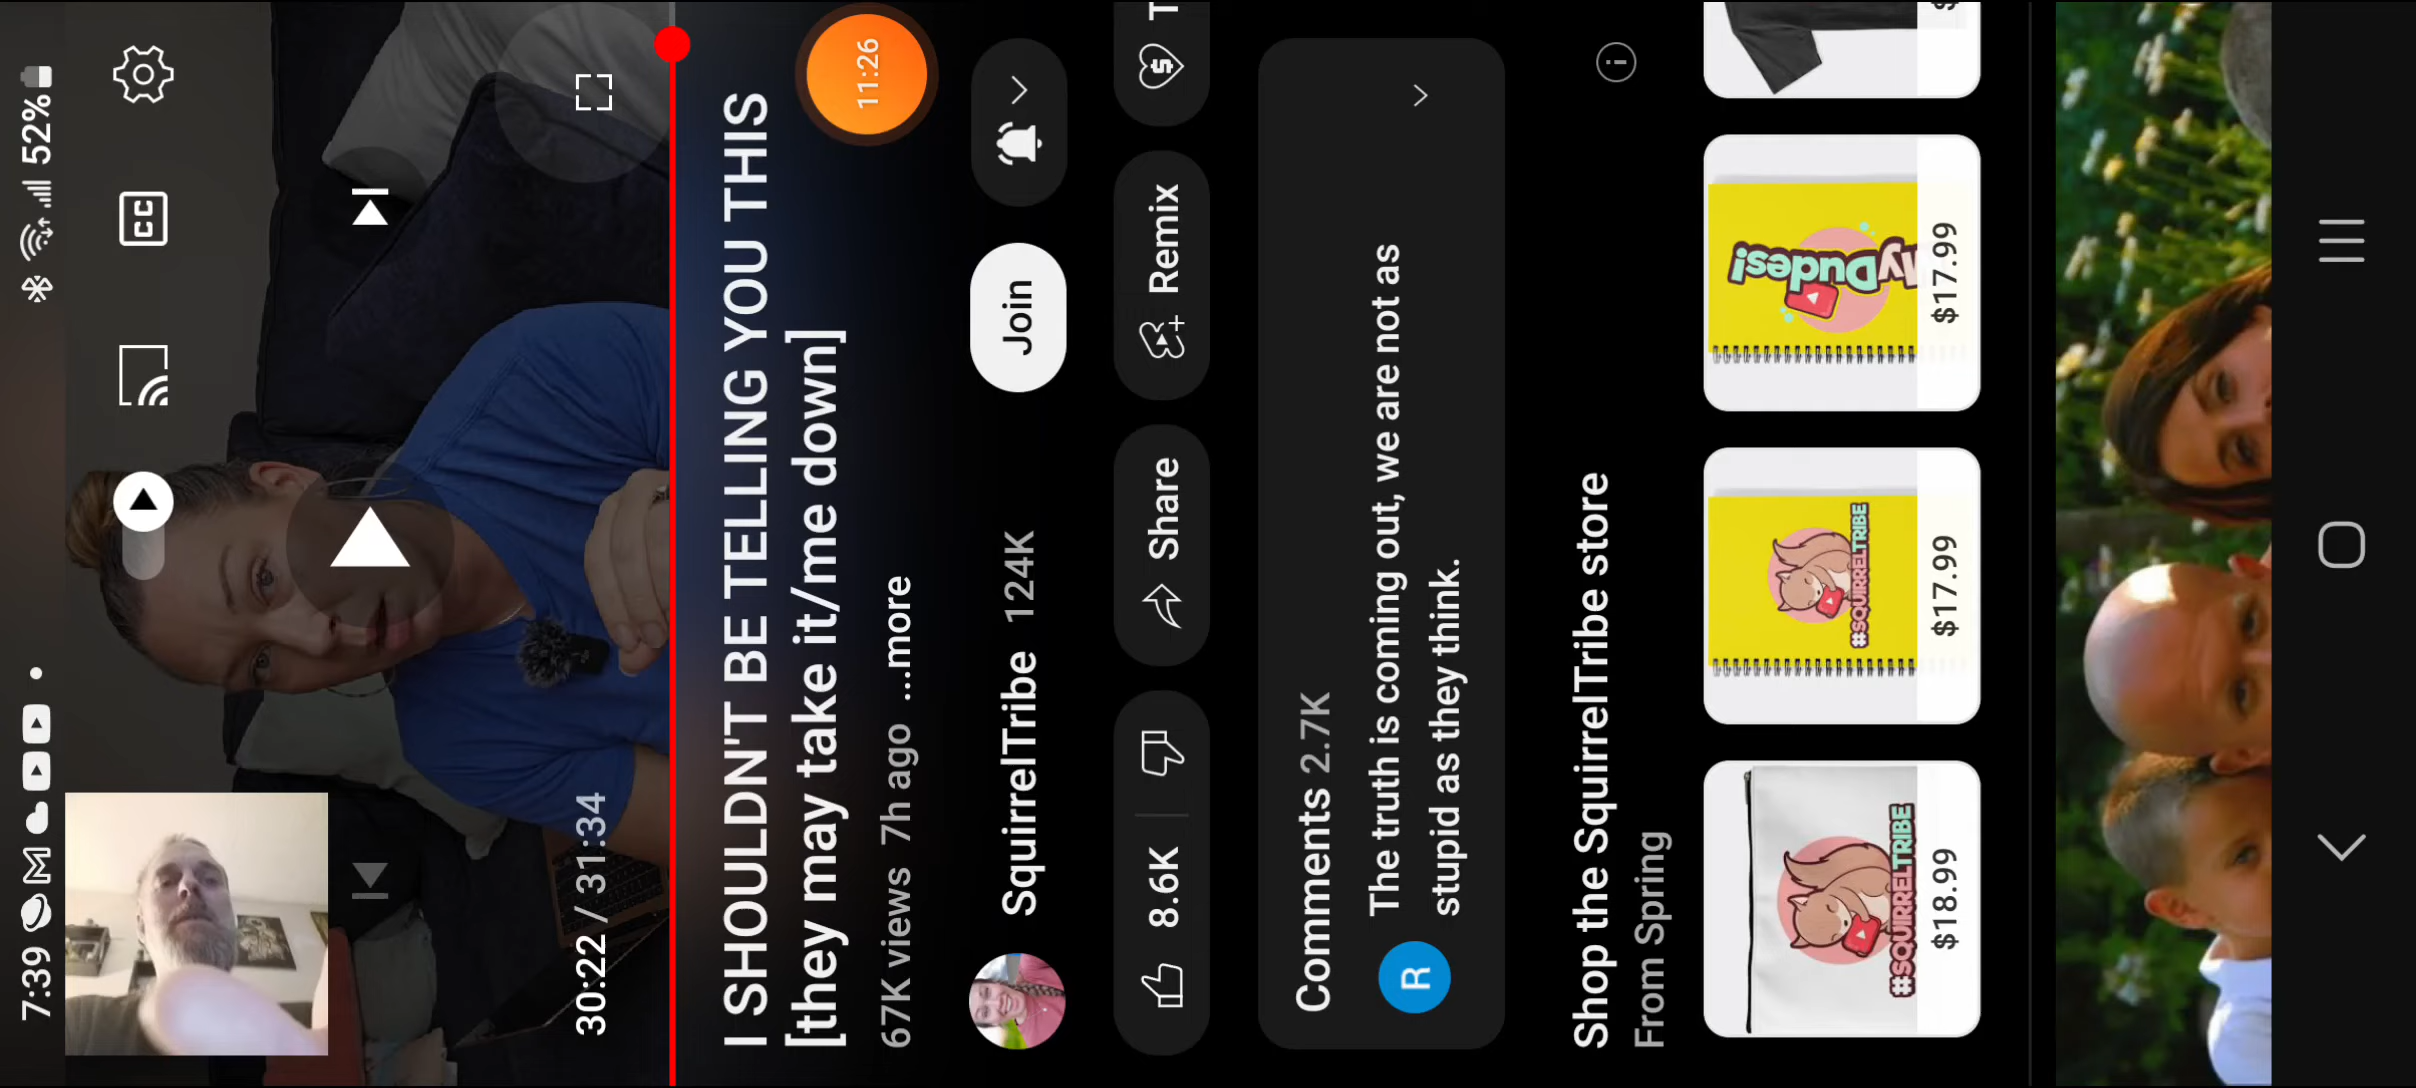 7:39
52%
CC
30:22 / 31:34
I SHOULDN'T BE TELLING YOU THIS
[they may take it/me down]
11:26
67K views 7h ago ...more
SquirrelTribe 124K
Join
8.6K
Share
Remix
T
Comments 2.7K
R
The truth is coming out, we are not as
stupid as they think.
Shop the SquirrelTribe store
From Spring
#SQUIRRELTRIBE
$18.99
#SQUIRRELTRIBE
$17.99
My Dudes!
$17.99
$